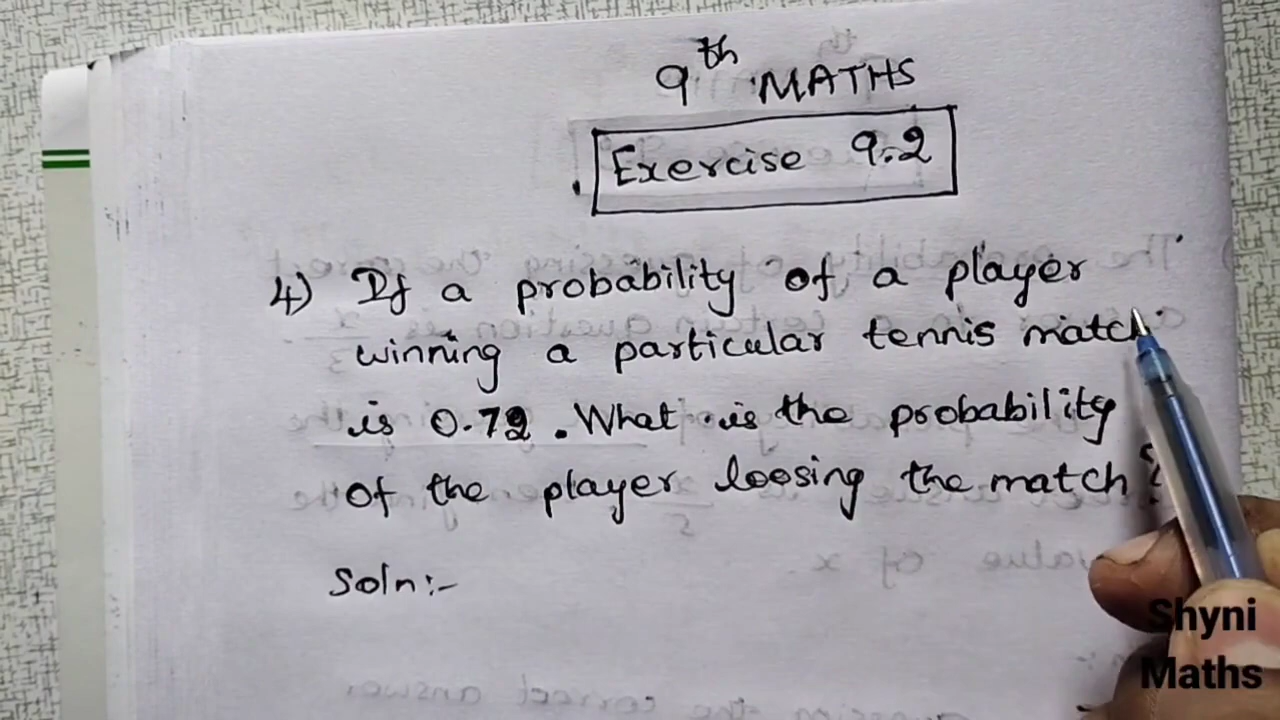 9th MATHS
Exercise 9.2
4) If a probability of a player
winning a particular tennis match
is 0.72. What is the probability
of the player loosing the match?
Soln:-
Shyni
Maths